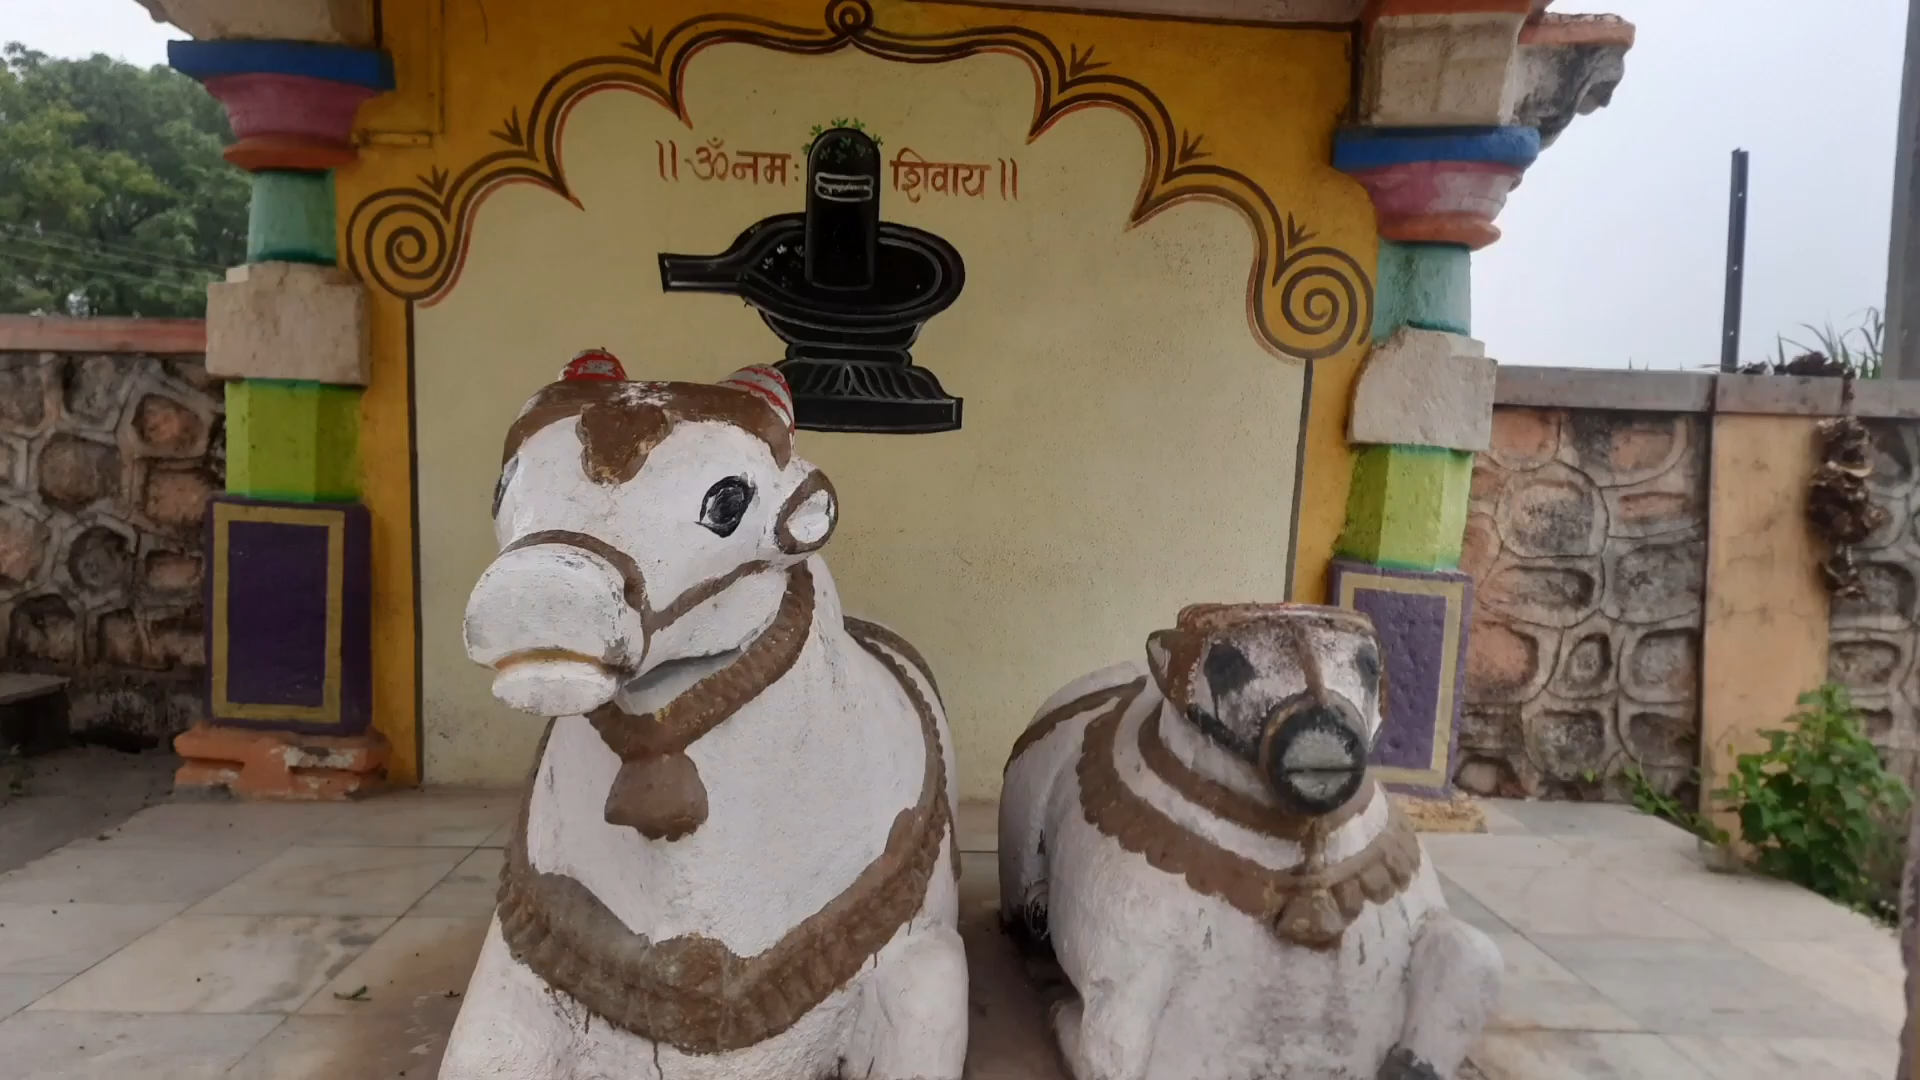 ॥ ॐ नमः शिवाय ॥